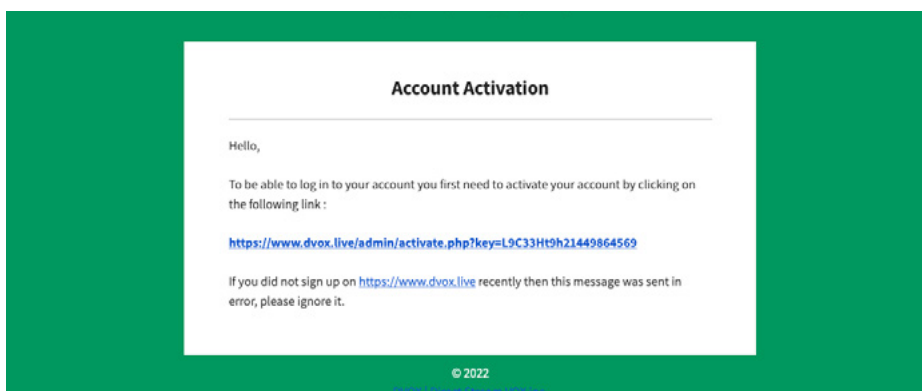 Account Activation
Hello,
To be able to log in to your account you first need to activate your account by clicking on
the following link :
https://www.dvox.live/admin/activate.php?key=L9C33Ht9h21449864569
If you did not sign up on https://www.dvox.live recently then this message was sent in
error, please ignore it.
© 2022